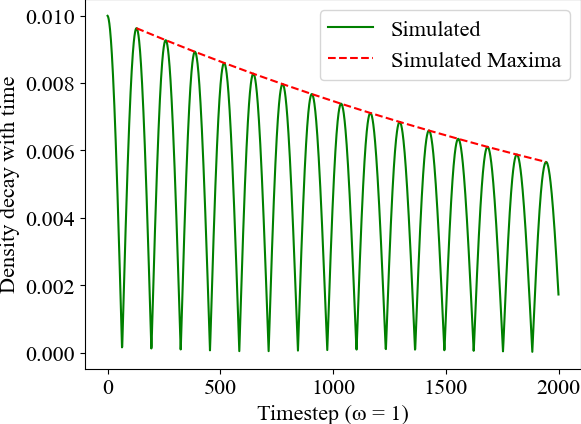 Density decay with time
0.010
0.008
0.006
0.004
0.002
0.000
Simulated
Simulated Maxima
0
500
1000
1500
2000
Timestep (ω = 1)